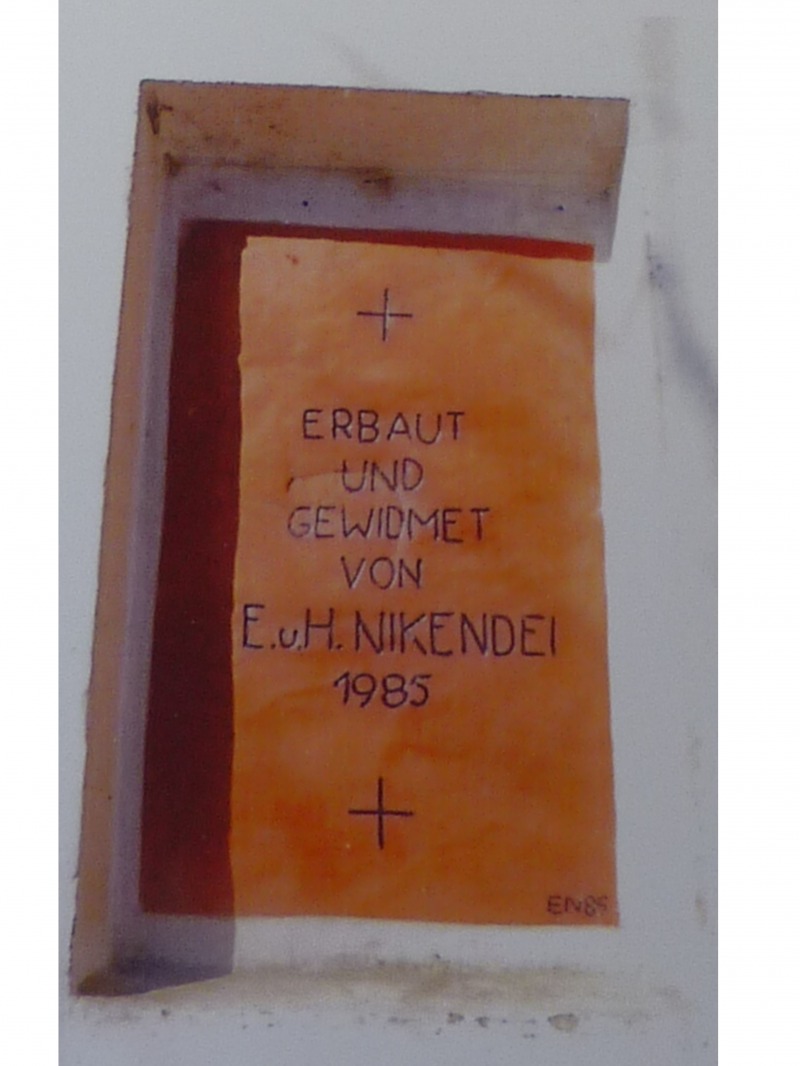 ERBAUT
UND
GEWIDMET
VON
E.u.H. NIKENDEI
1985
EN85